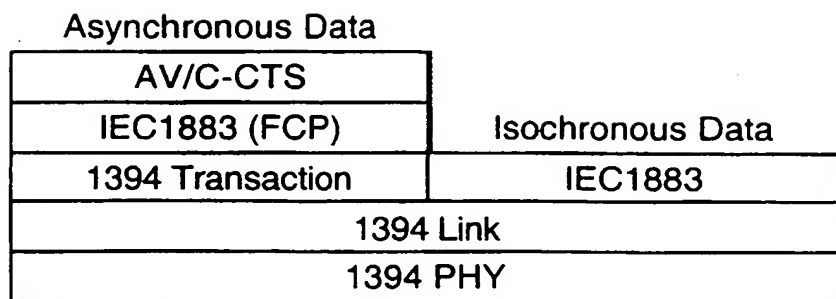 Asynchronous Data
AV/C-CTS
IEC1883 (FCP)
Isochronous Data
1394 Transaction
IEC1883
1394 Link
1394 PHY